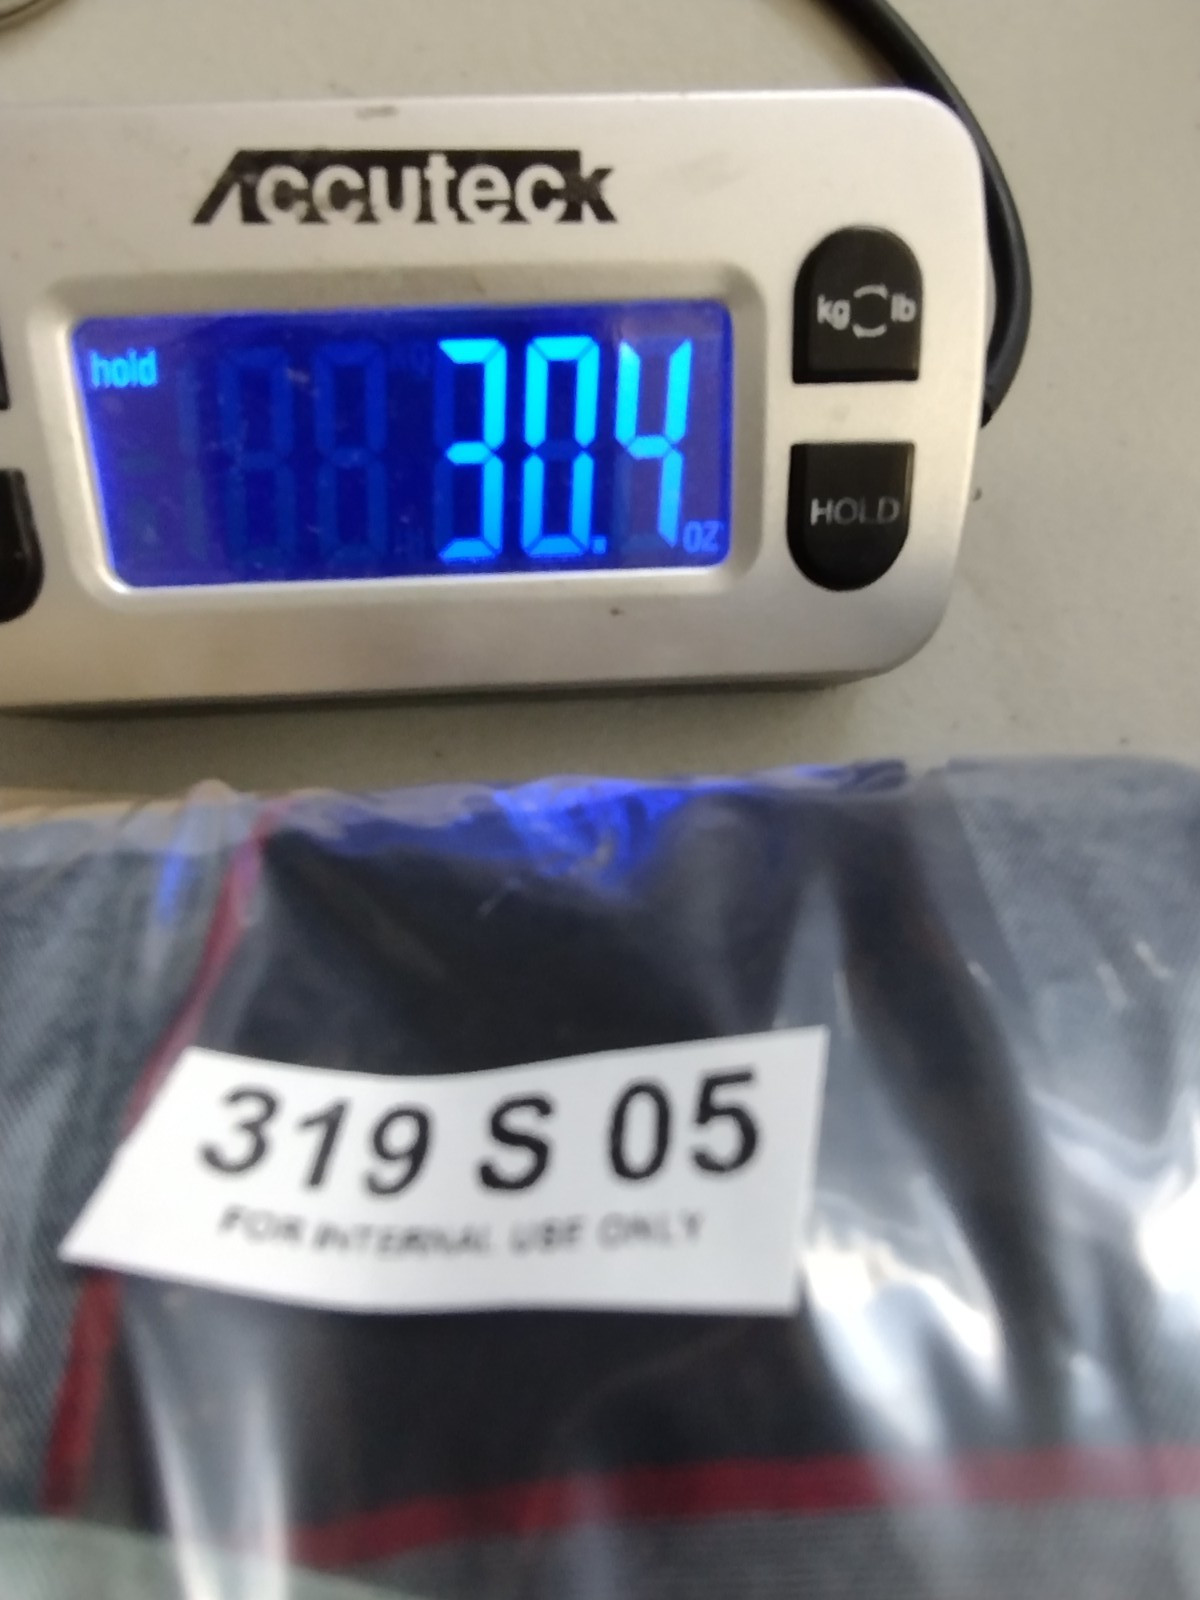 Accuteck
hold
30.4 oz
kg lb
HOLD
319 S 05
FOR INTERNAL USE ONLY